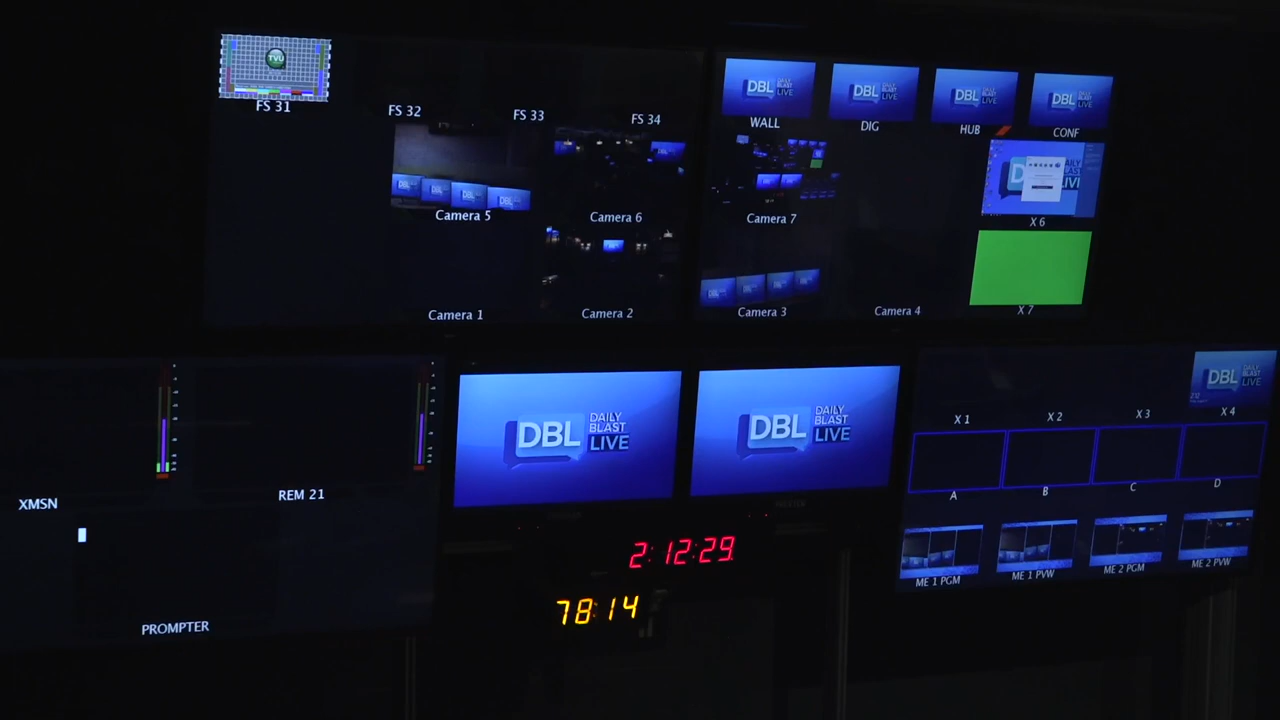 TVU
FS 31
FS 32
FS 33
FS 34
DBL DAILY BLAST LIVE
WALL
DBL DAILY BLAST LIVE
DIG
DBL DAILY BLAST LIVE
HUB
DBL DAILY BLAST LIVE
CONF
Camera 5
Camera 6
Camera 7
X 6
Camera 1
Camera 2
Camera 3
Camera 4
X 7
XMSN
REM 21
PROMPTER
DBL
DAILY
BLAST
LIVE
DBL
DAILY
BLAST
LIVE
2:12:29
78:14
DBL DAILY BLAST LIVE
X 1
X 2
X 3
X 4
A
B
C
D
ME 1 PGM
ME 1 PVW
ME 2 PGM
ME 2 PVW